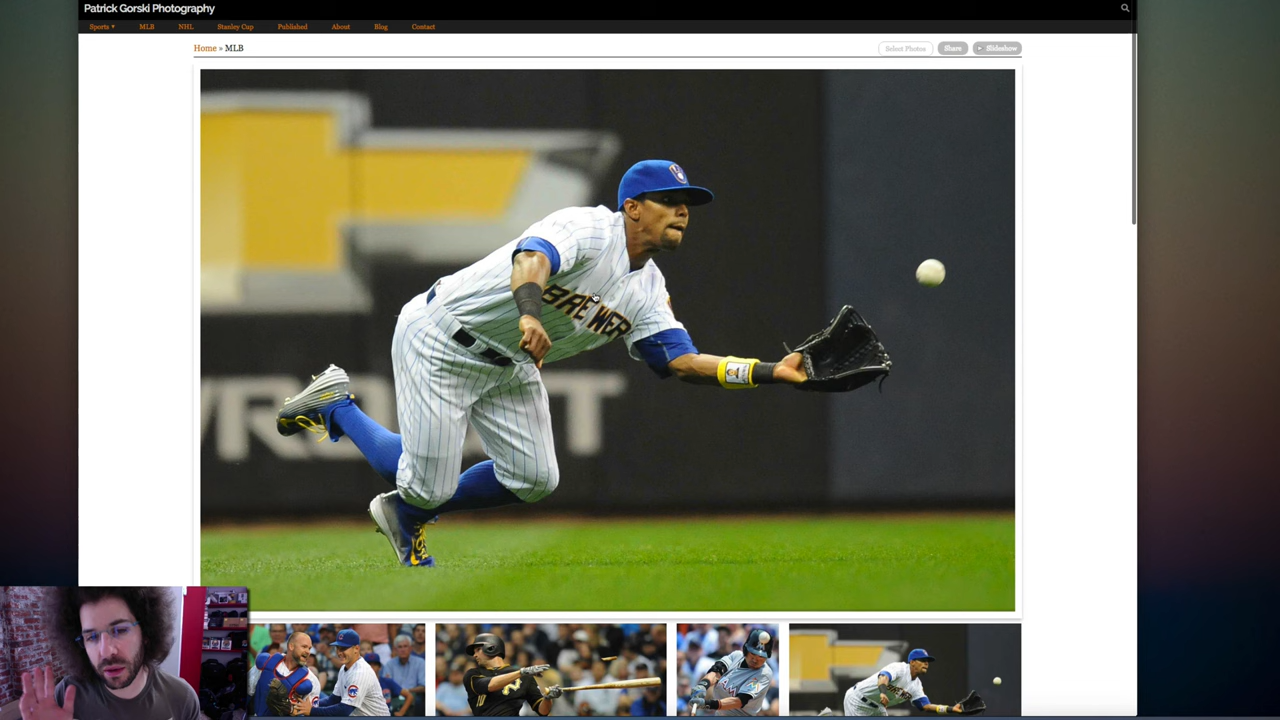 Patrick Gorski Photography
Sports ▾ MLB NHL Stanley Cup Published About Blog Contact
Home » MLB
Select Photos Share Slideshow
VROLET
BREWER